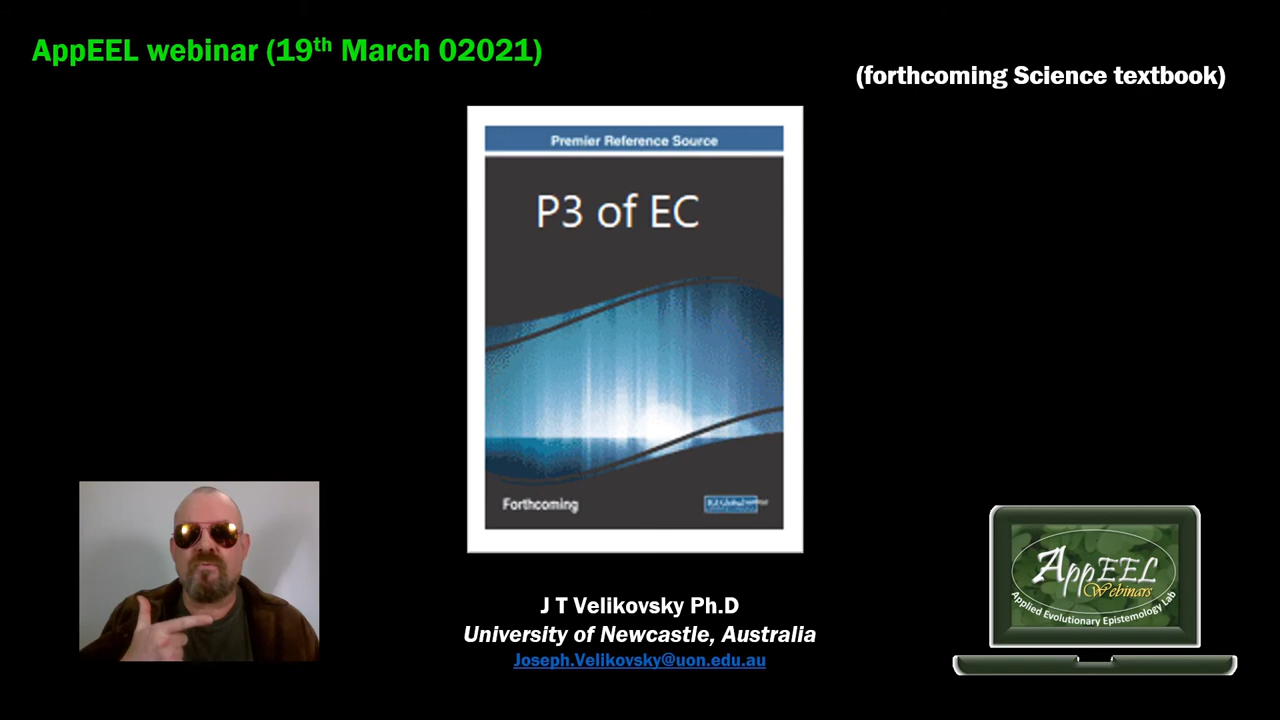 AppEEL webinar (19th March 02021)
(forthcoming Science textbook)
Premier Reference Source
P3 of EC
Forthcoming
J T Velikovsky Ph.D
University of Newcastle, Australia
Joseph.Velikovsky@uon.edu.au
AppEEL
Webinars
Applied Evolutionary Epistemology Lab